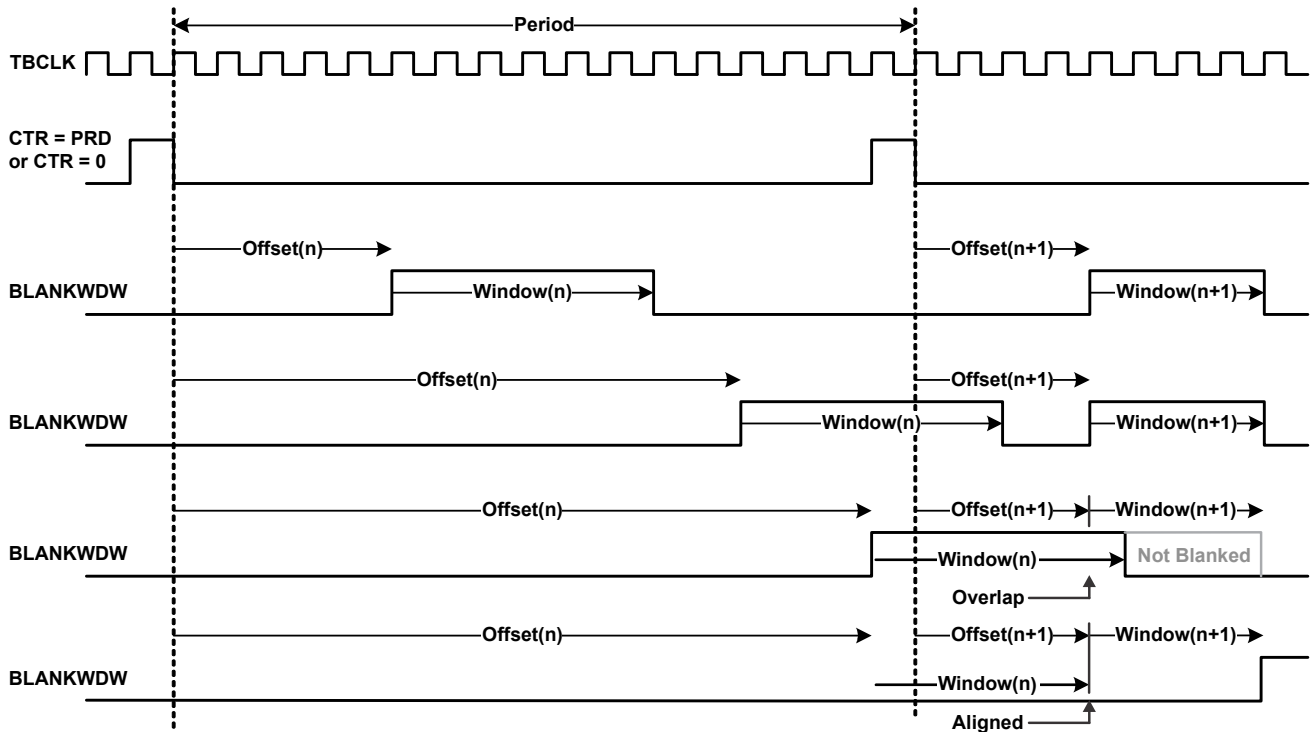 Period
TBCLK
CTR = PRD
or CTR = 0
Offset(n)
Offset(n+1)
BLANKWDW
Window(n)
Window(n+1)
Offset(n)
Offset(n+1)
BLANKWDW
Window(n)
Window(n+1)
Offset(n)
Offset(n+1)
Window(n+1)
BLANKWDW
Window(n)
Not Blanked
Overlap
Offset(n)
Offset(n+1)
Window(n+1)
BLANKWDW
Window(n)
Aligned